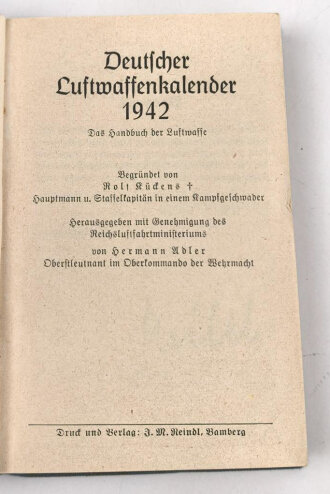 Deutscher
Luftwaffenkalender
1942
Das Handbuch der Luftwaffe
Begründet von
Rolf Kückens †
Hauptmann u. Staffelkapitän in einem Kampfgeschwader
Herausgegeben mit Genehmigung des
Reichsluftfahrtministeriums
von Hermann Adler
Oberstleutnant im Oberkommando der Wehrmacht
Druck und Verlag: J. M. Reindl, Bamberg